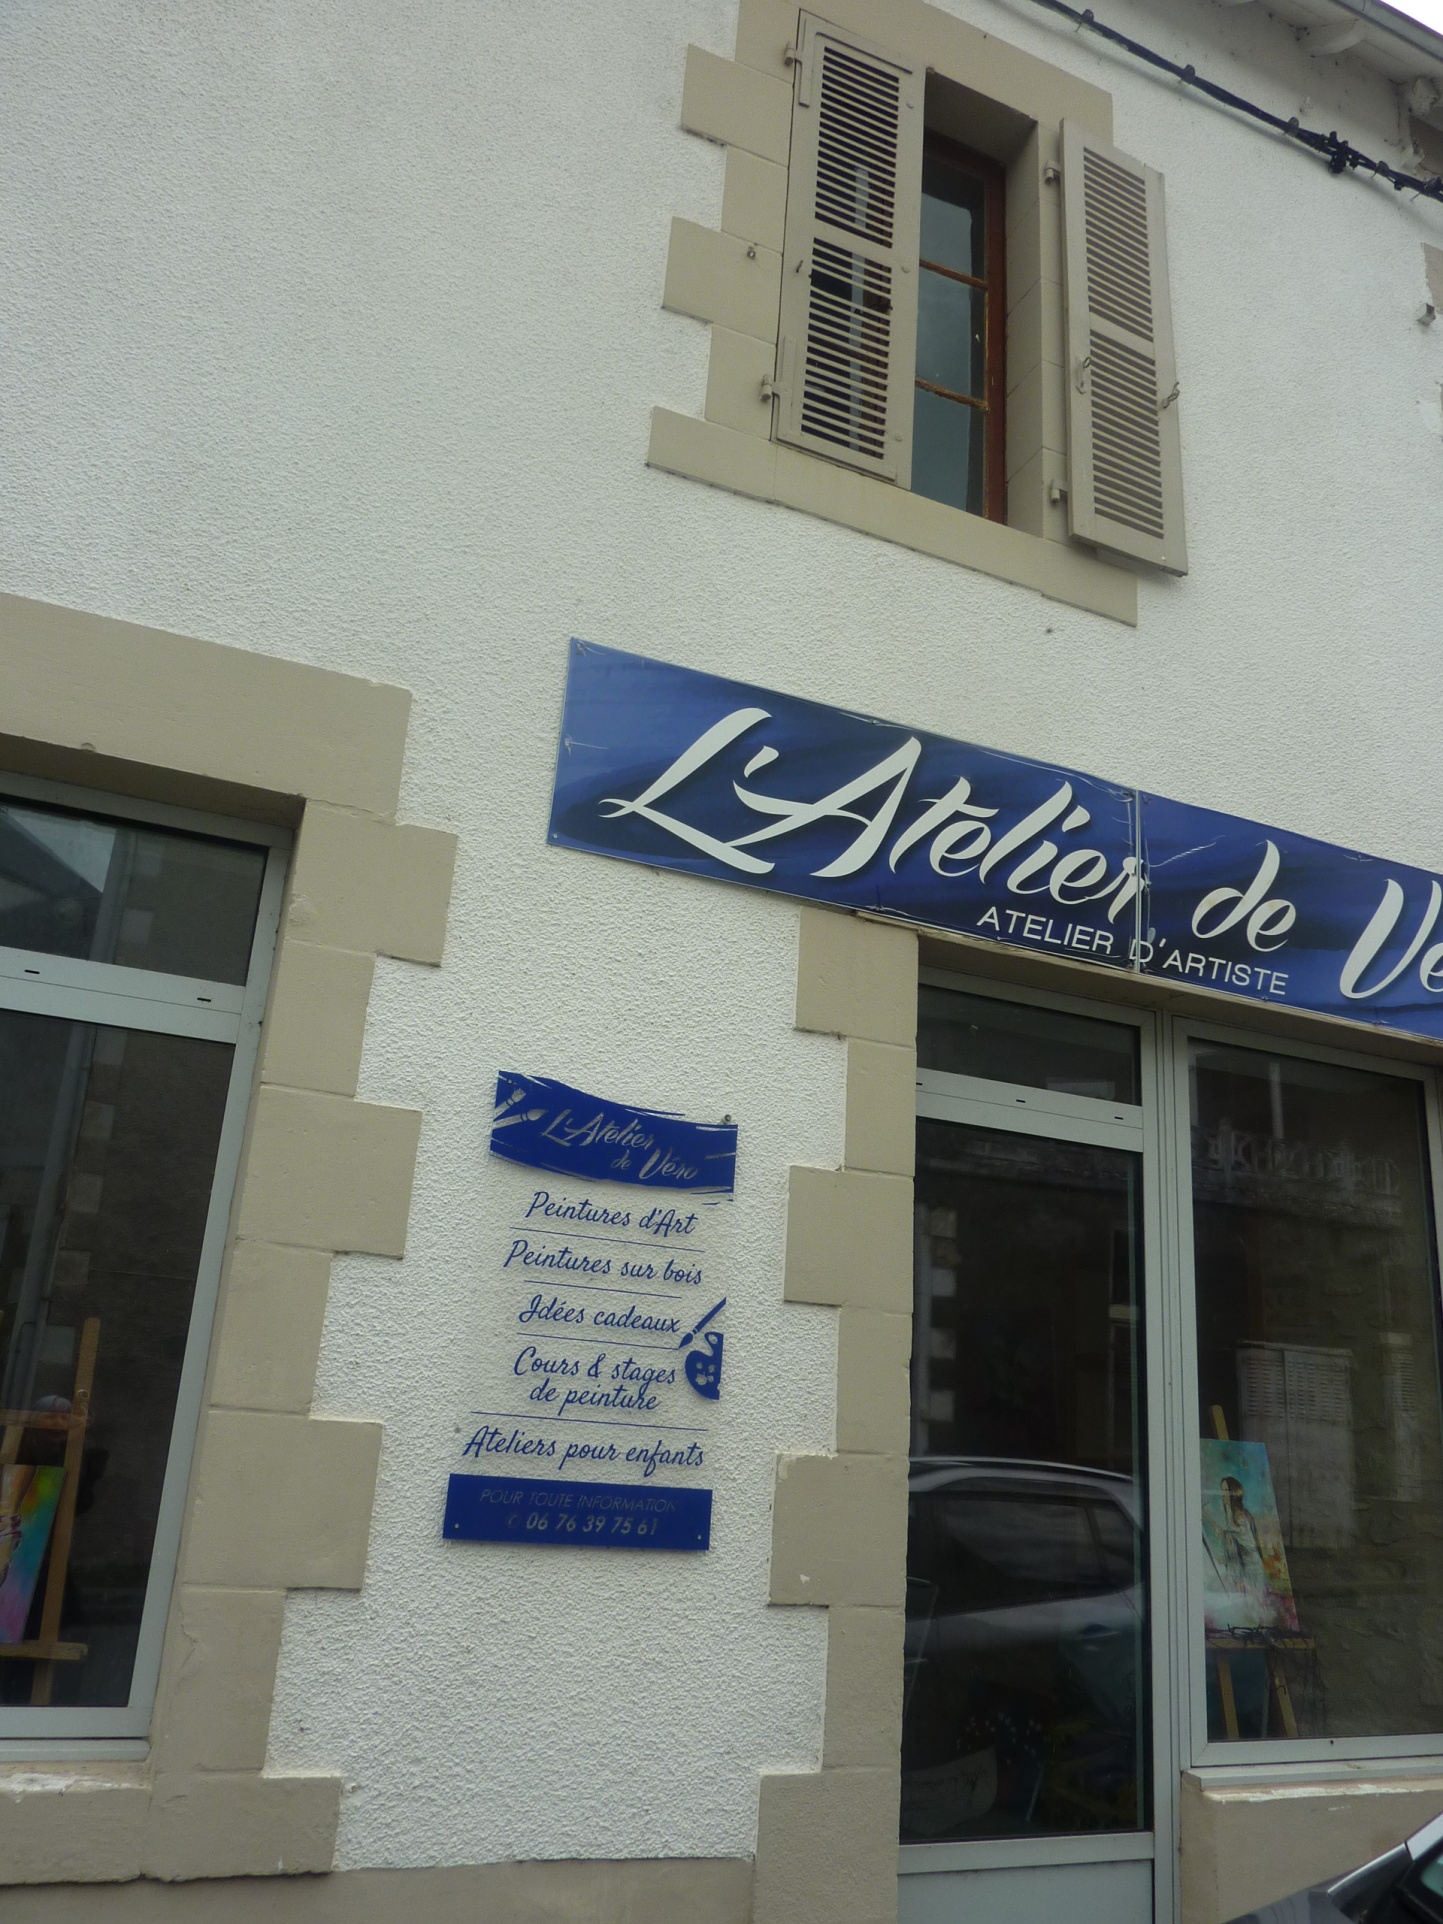 L'Atelier de Vé
ATELIER D'ARTISTE
L'Atelier
de Véro
Peintures d'Art
Peintures sur bois
Idées cadeaux
Cours & stages
de peinture
Ateliers pour enfants
POUR TOUTE INFORMATION
✆ 06 76 39 75 61